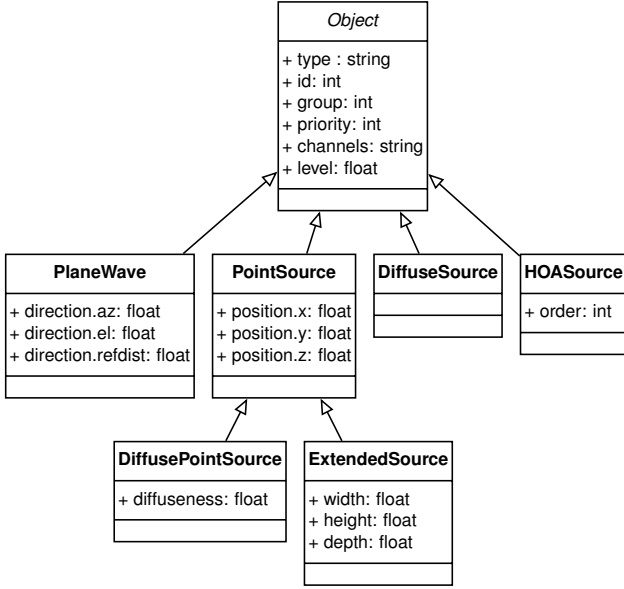 Object
+ type : string
+ id: int
+ group: int
+ priority: int
+ channels: string
+ level: float
PlaneWave
+ direction.az: float
+ direction.el: float
+ direction.refdist: float
PointSource
+ position.x: float
+ position.y: float
+ position.z: float
DiffuseSource
HOASource
+ order: int
DiffusePointSource
+ diffuseness: float
ExtendedSource
+ width: float
+ height: float
+ depth: float